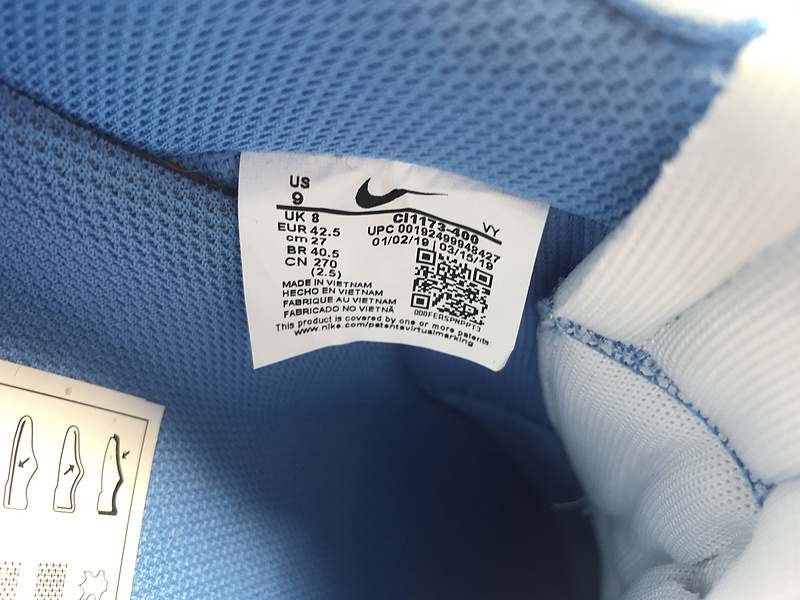 US
9
UK 8
EUR 42.5
cm 27
BR 40.5
CN 270
(2.5)
CI1173-400
VY
UPC 00192499948427
01/02/19 | 03/15/19
000FERSPNPPT3
MADE IN VIETNAM
HECHO EN VIETNAM
FABRIQUE AU VIETNAM
FABRICADO NO VIETNÃ
This product is covered by one or more patents
www.nike.com/patentsvirtualmarking